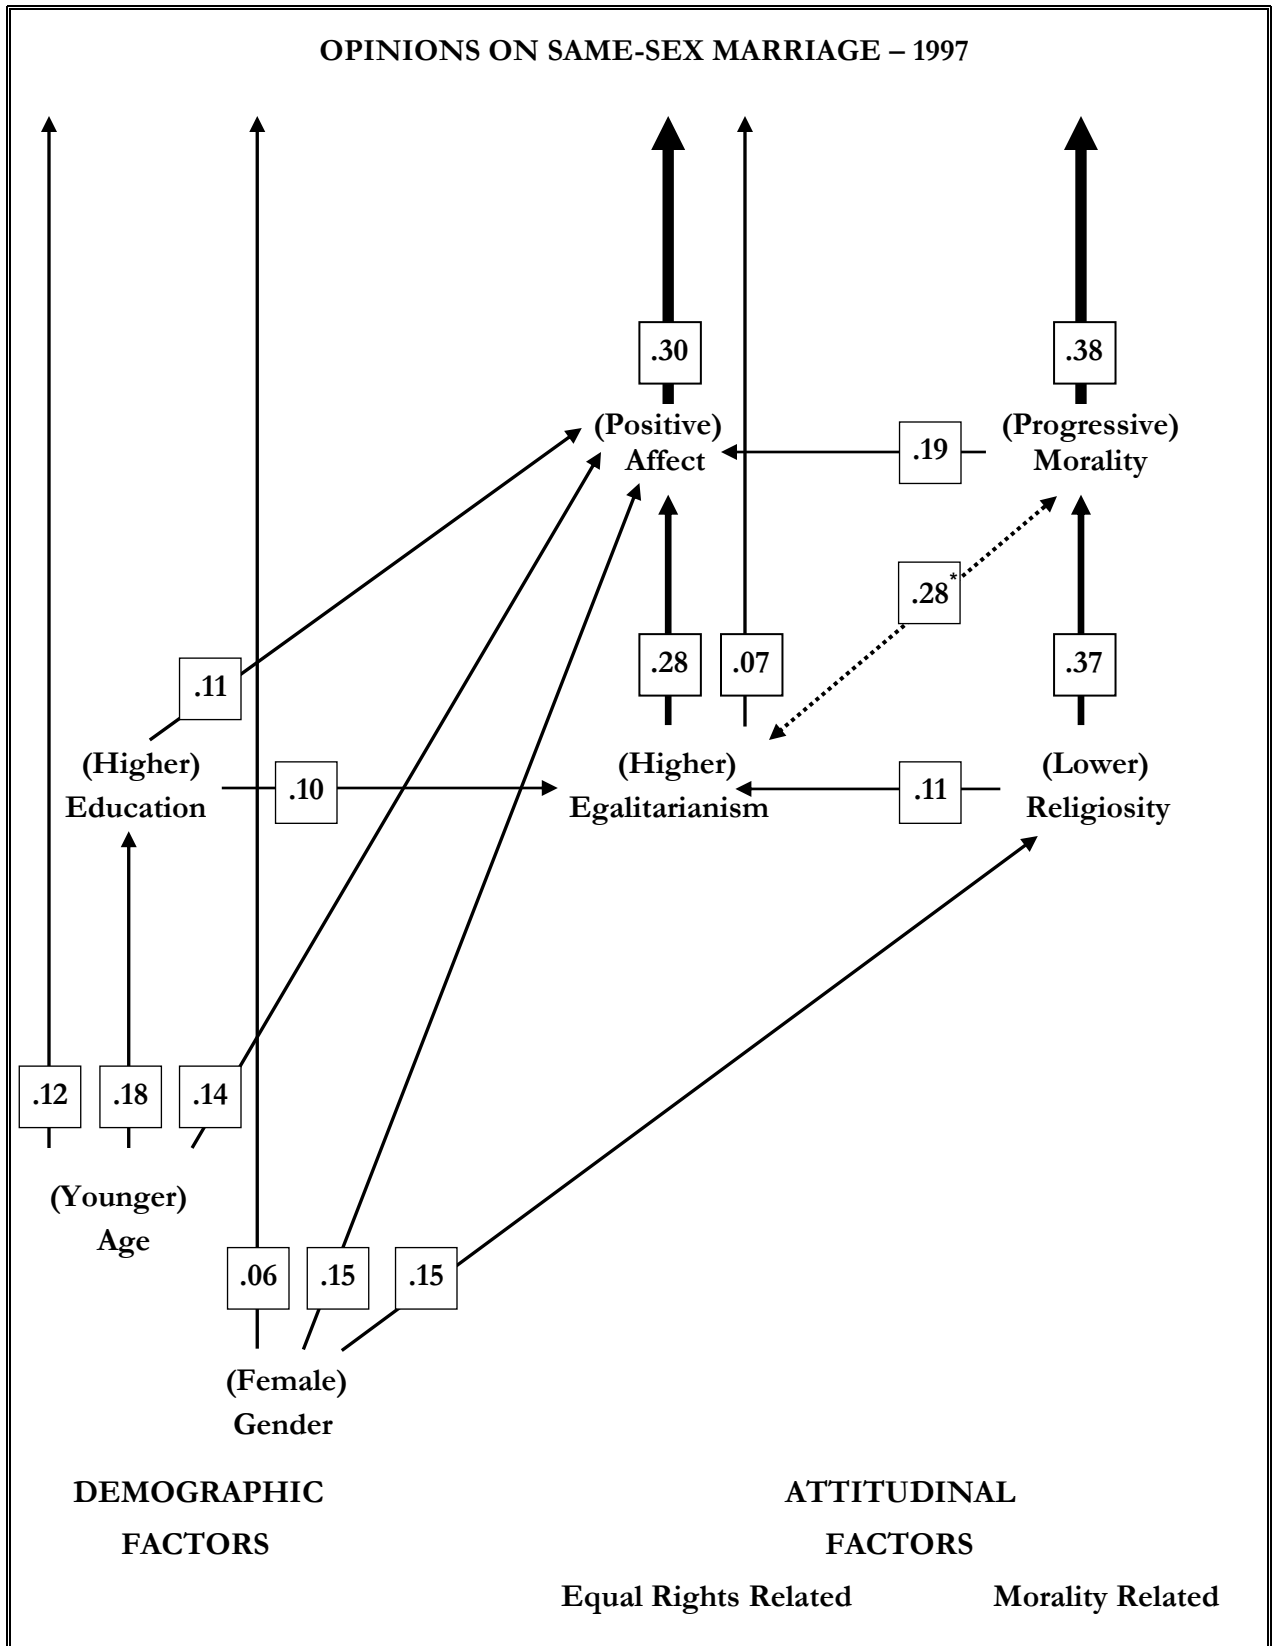 OPINIONS ON SAME-SEX MARRIAGE – 1997
.30
.38
(Positive)
Affect
.19
(Progressive)
Morality
.28*
.11
.28
.07
.37
(Higher)
Education
.10
(Higher)
Egalitarianism
.11
(Lower)
Religiosity
.12
.18
.14
(Younger)
Age
.06
.15
.15
(Female)
Gender
DEMOGRAPHIC
FACTORS
ATTITUDINAL
FACTORS
Equal Rights Related
Morality Related